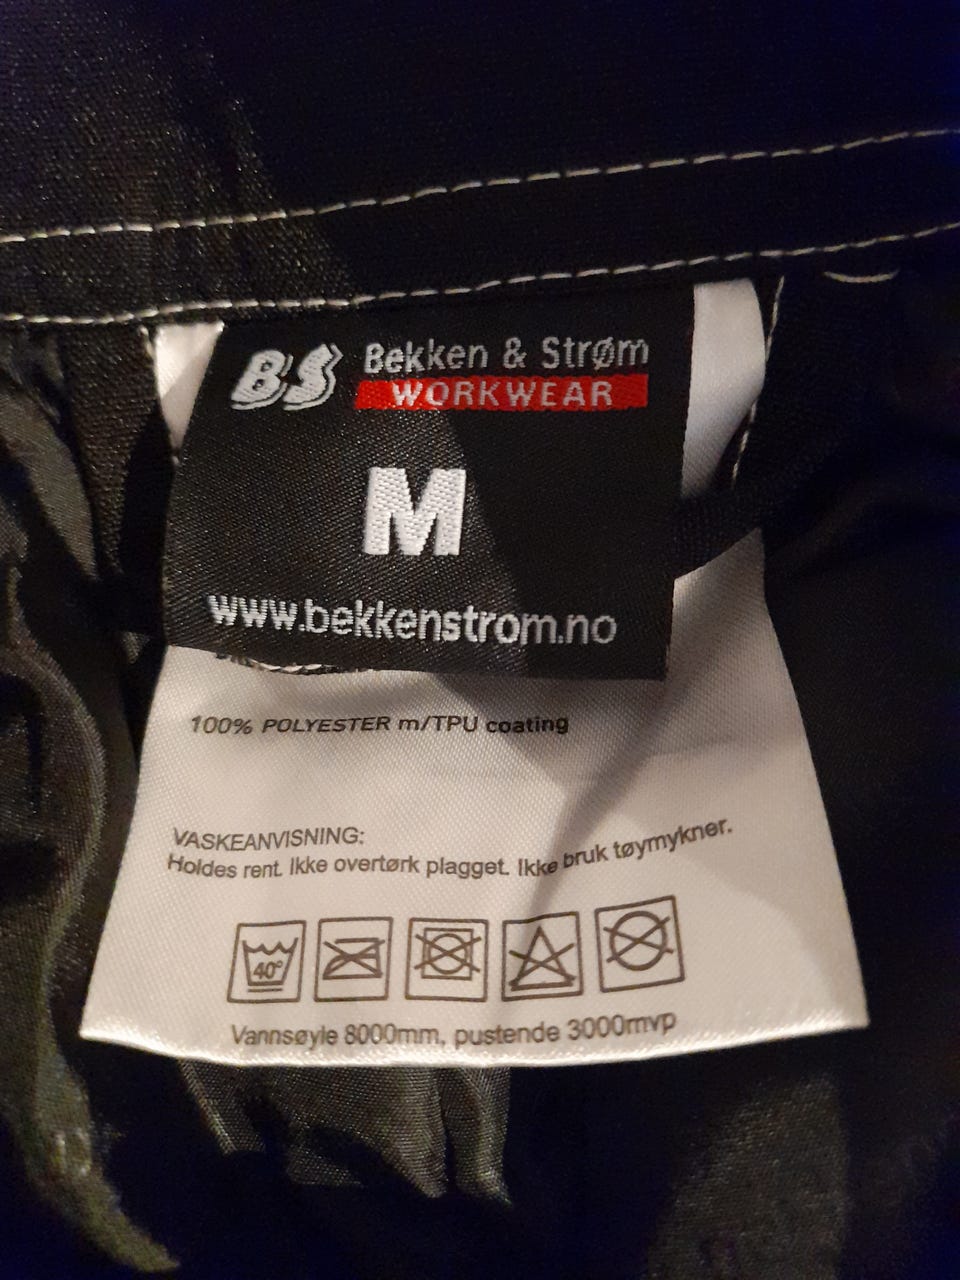 BS Bekken & Strøm
WORKWEAR
M
www.bekkenstrom.no
100% POLYESTER m/TPU coating
VASKEANVISNING:
Holdes rent. Ikke overtørk plagget. Ikke bruk tøymykner.
40°
Vannsøyle 8000mm, pustende 3000mvp